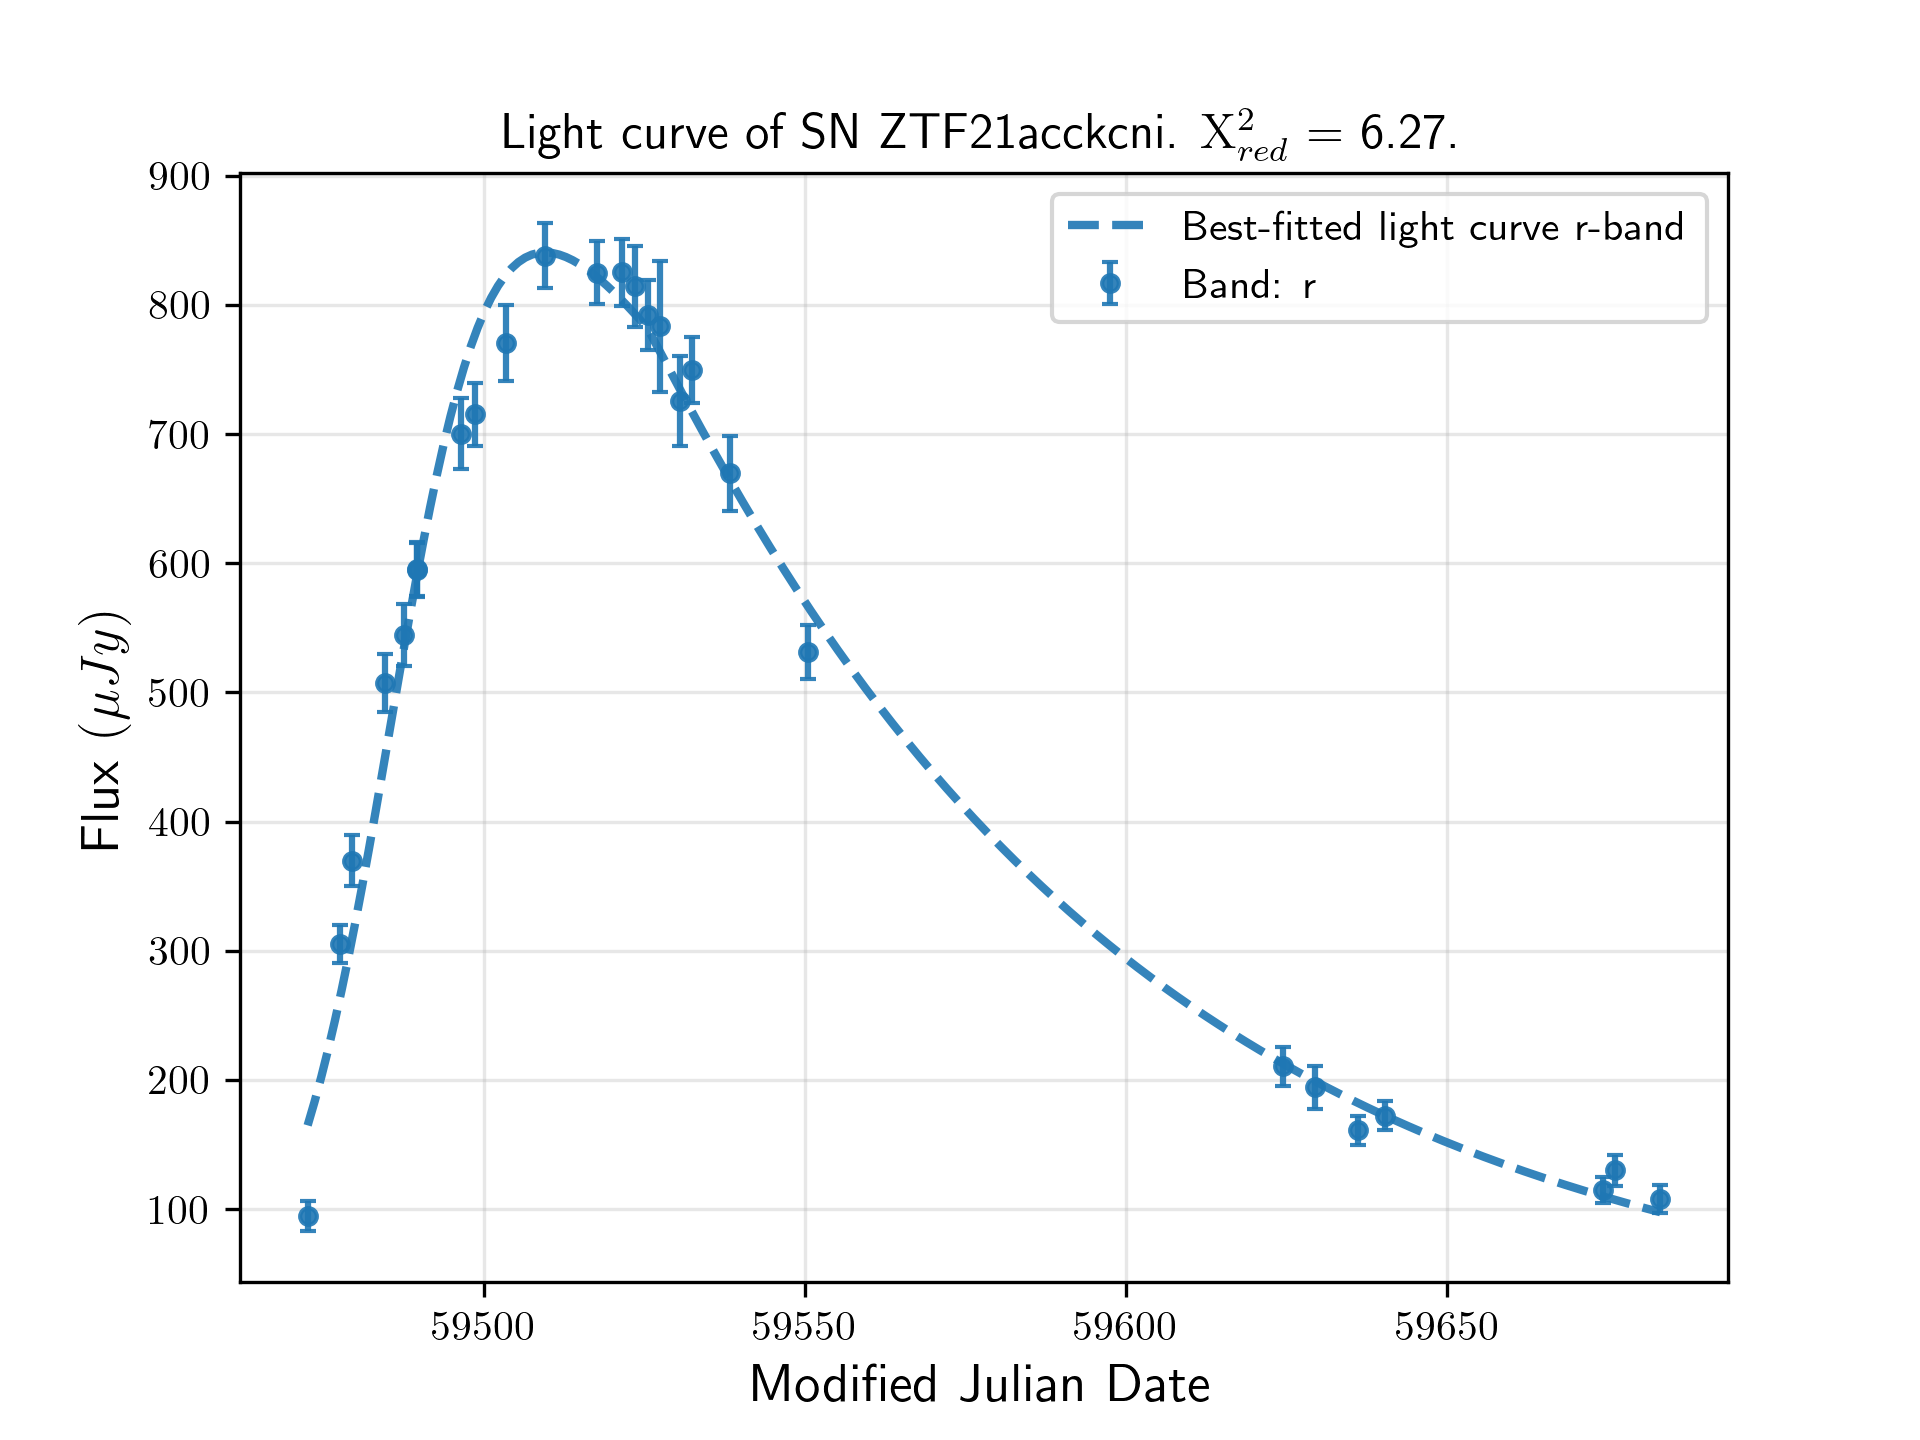 Light curve of SN ZTF21acckcni. X²_red = 6.27.
Best-fitted light curve r-band
Band: r
900
800
700
600
500
400
300
200
100
Flux (μJy)
59500 59550 59600 59650
Modified Julian Date